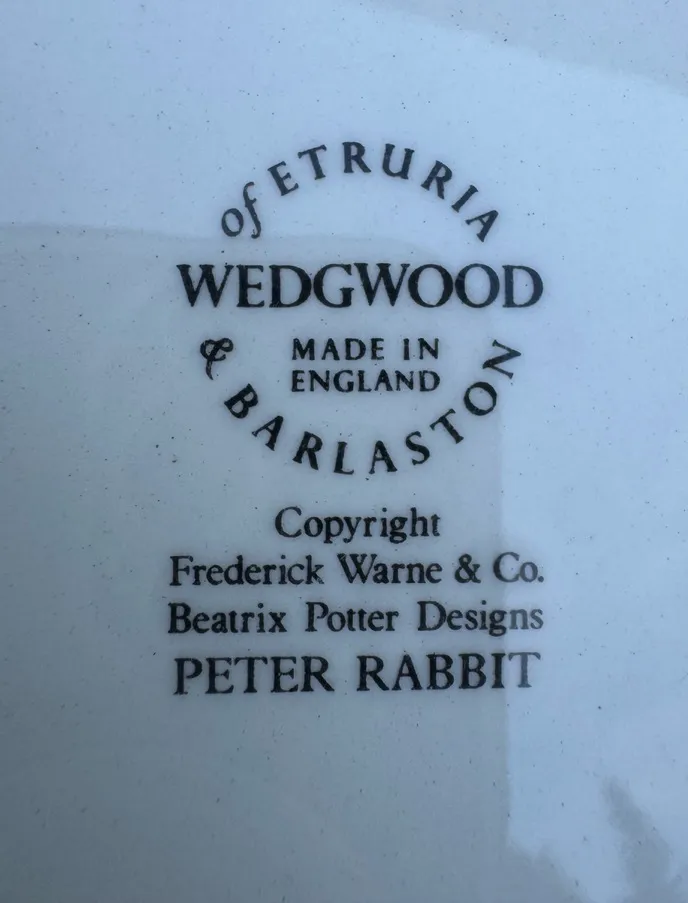 of ETRURIA
WEDGWOOD
MADE IN
ENGLAND
& BARLASTON
Copyright
Frederick Warne & Co.
Beatrix Potter Designs
PETER RABBIT